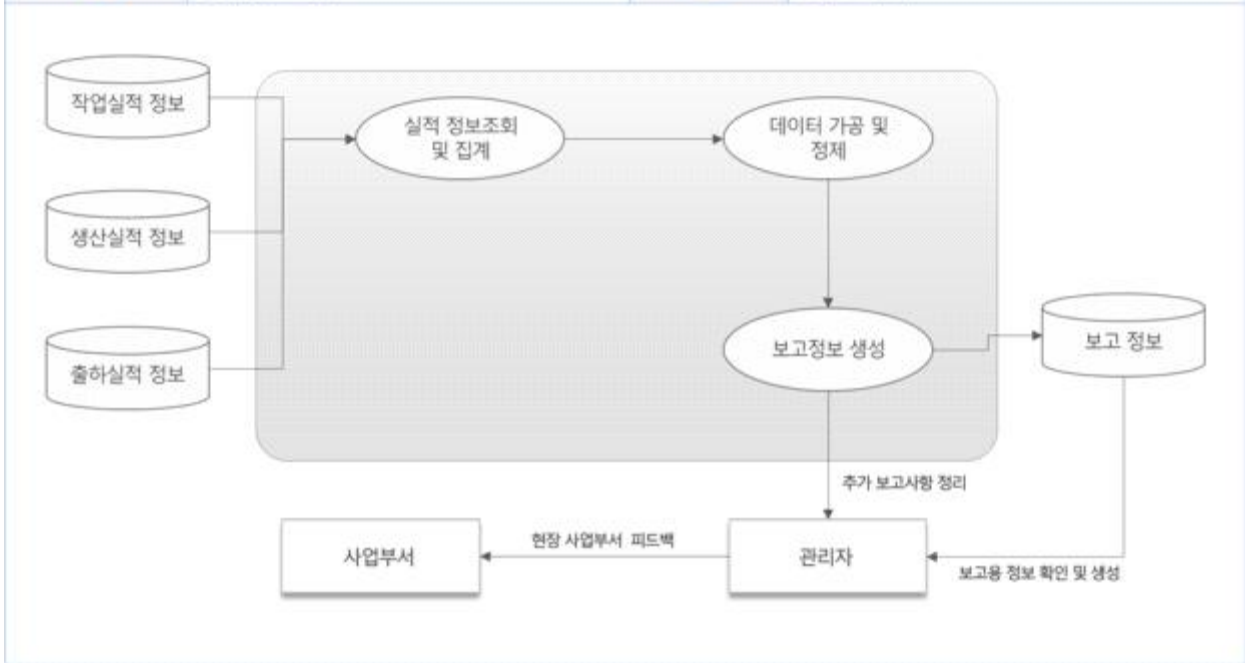 작업실적 정보
실적 정보조회
및 집계
데이터 가공 및
정제
생산실적 정보
출하실적 정보
보고정보 생성
보고 정보
추가 보고사항 정리
사업부서
현장 사업부서 피드백
관리자
보고용 정보 확인 및 생성